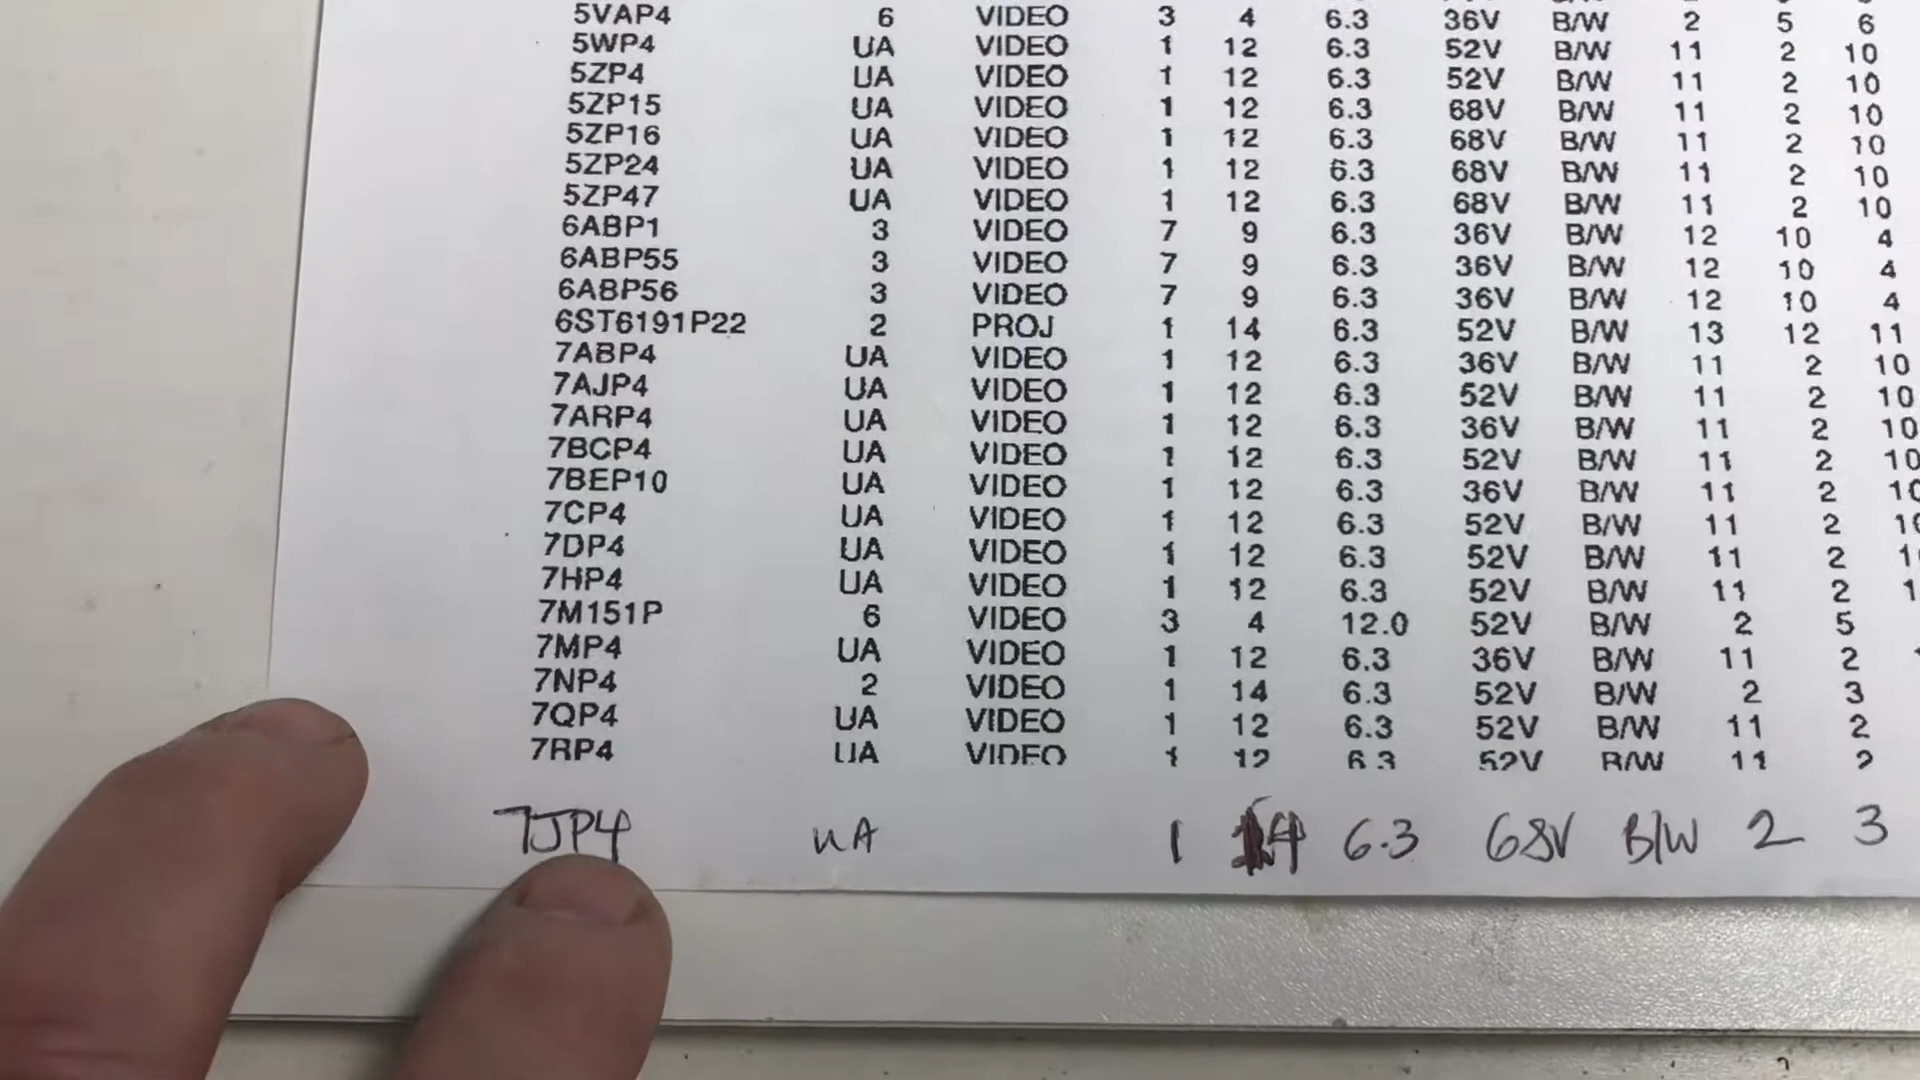 5VAP4 6 VIDEO 3 4 6.3 36V B/W 2 5 6
5WP4 UA VIDEO 1 12 6.3 52V B/W 11 2 10
5ZP4 UA VIDEO 1 12 6.3 52V B/W 11 2 10
5ZP15 UA VIDEO 1 12 6.3 68V B/W 11 2 10
5ZP16 UA VIDEO 1 12 6.3 68V B/W 11 2 10
5ZP24 UA VIDEO 1 12 6.3 68V B/W 11 2 10
5ZP47 UA VIDEO 1 12 6.3 68V B/W 11 2 10
6ABP1 3 VIDEO 7 9 6.3 36V B/W 12 10 4
6ABP55 3 VIDEO 7 9 6.3 36V B/W 12 10 4
6ABP56 3 VIDEO 7 9 6.3 36V B/W 12 10 4
6ST6191P22 2 PROJ 1 14 6.3 52V B/W 13 12 11
7ABP4 UA VIDEO 1 12 6.3 36V B/W 11 2 10
7AJP4 UA VIDEO 1 12 6.3 52V B/W 11 2 10
7ARP4 UA VIDEO 1 12 6.3 36V B/W 11 2 10
7BCP4 UA VIDEO 1 12 6.3 52V B/W 11 2 10
7BEP10 UA VIDEO 1 12 6.3 36V B/W 11 2
7CP4 UA VIDEO 1 12 6.3 52V B/W 11 2
7DP4 UA VIDEO 1 12 6.3 52V B/W 11 2
7HP4 UA VIDEO 1 12 6.3 52V B/W 11 2
7M151P 6 VIDEO 3 4 12.0 52V B/W 2 5
7MP4 UA VIDEO 1 12 6.3 36V B/W 11 2
7NP4 2 VIDEO 1 14 6.3 52V B/W 2 3
7QP4 UA VIDEO 1 12 6.3 52V B/W 11 2
7RP4 UA VIDEO 1 12 6.3 52V B/W 11 2
7JP4 UA 1 6.3 68V B/W 2 3